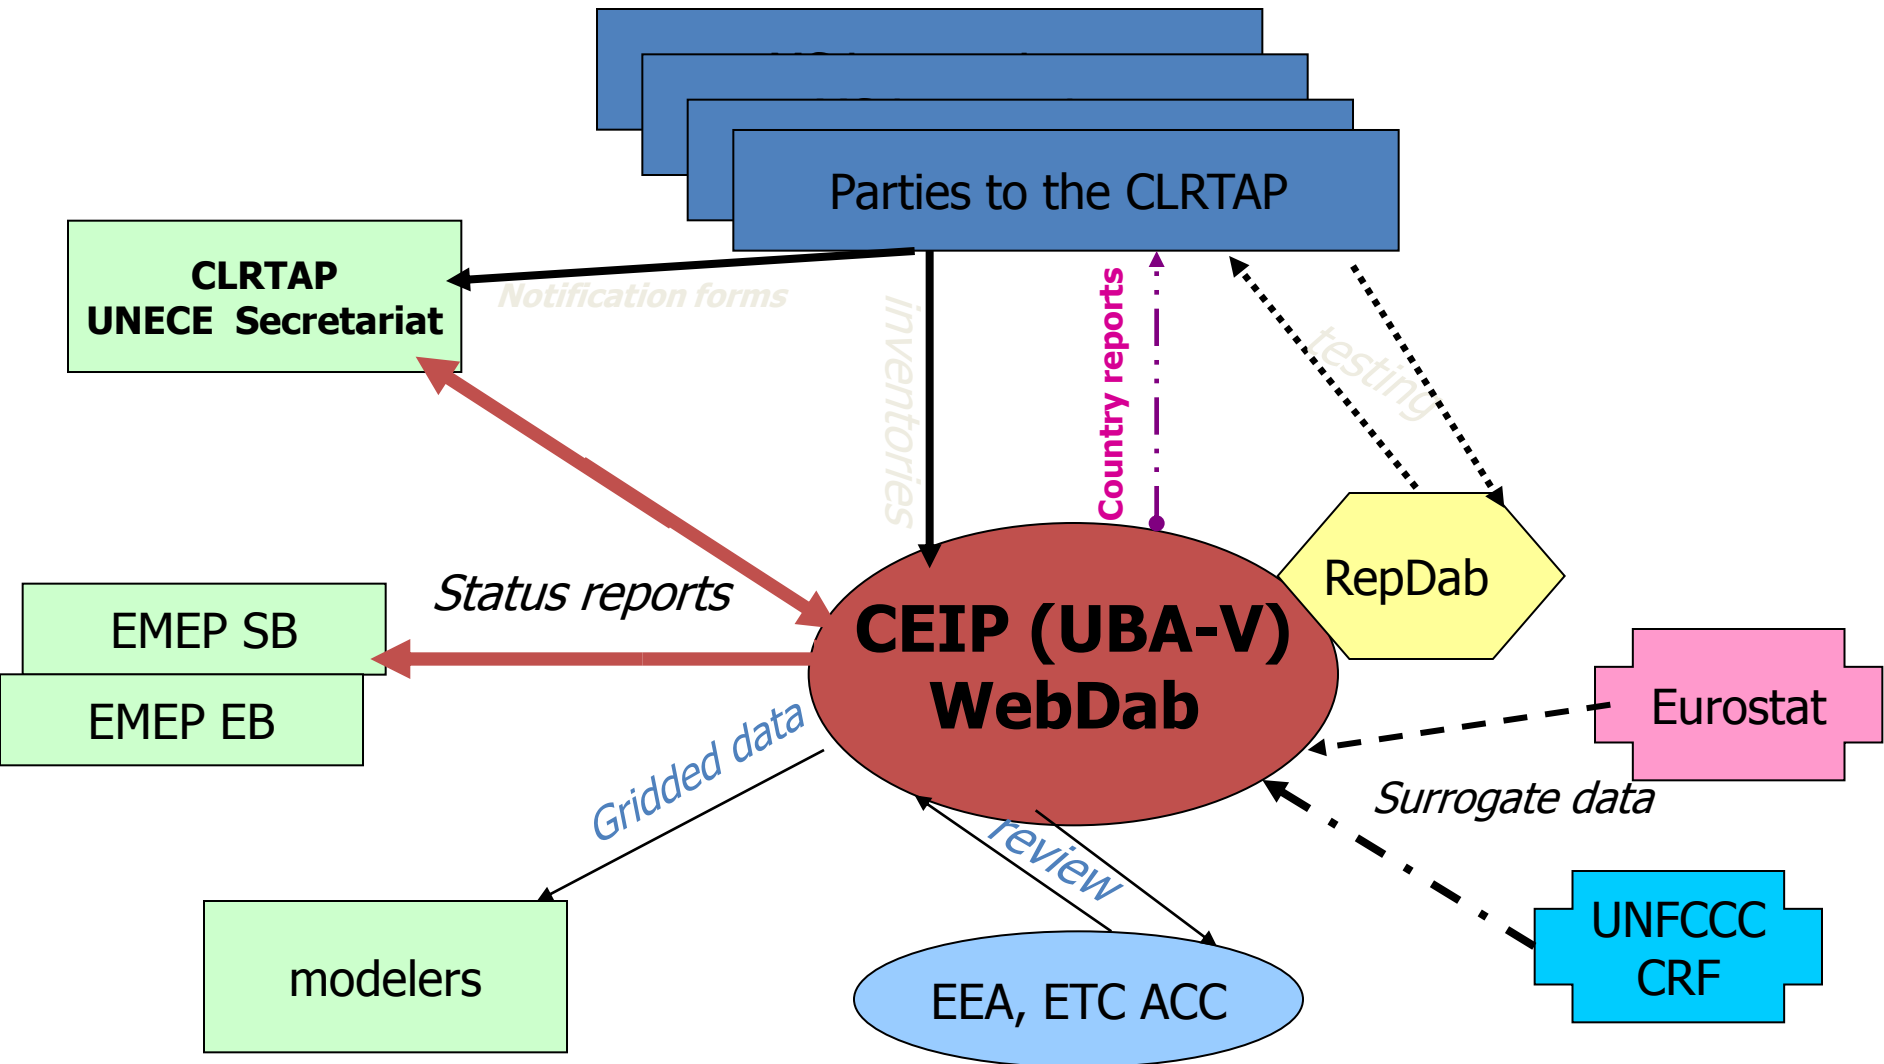 Parties to the CLRTAP
CLRTAP
UNECE Secretariat
Notification forms
inventories
Country reports
testing
RepDab
Status reports
EMEP SB
EMEP EB
CEIP (UBA-V)
WebDab
Eurostat
Gridded data
Surrogate data
review
UNFCCC
CRF
modelers
EEA, ETC ACC